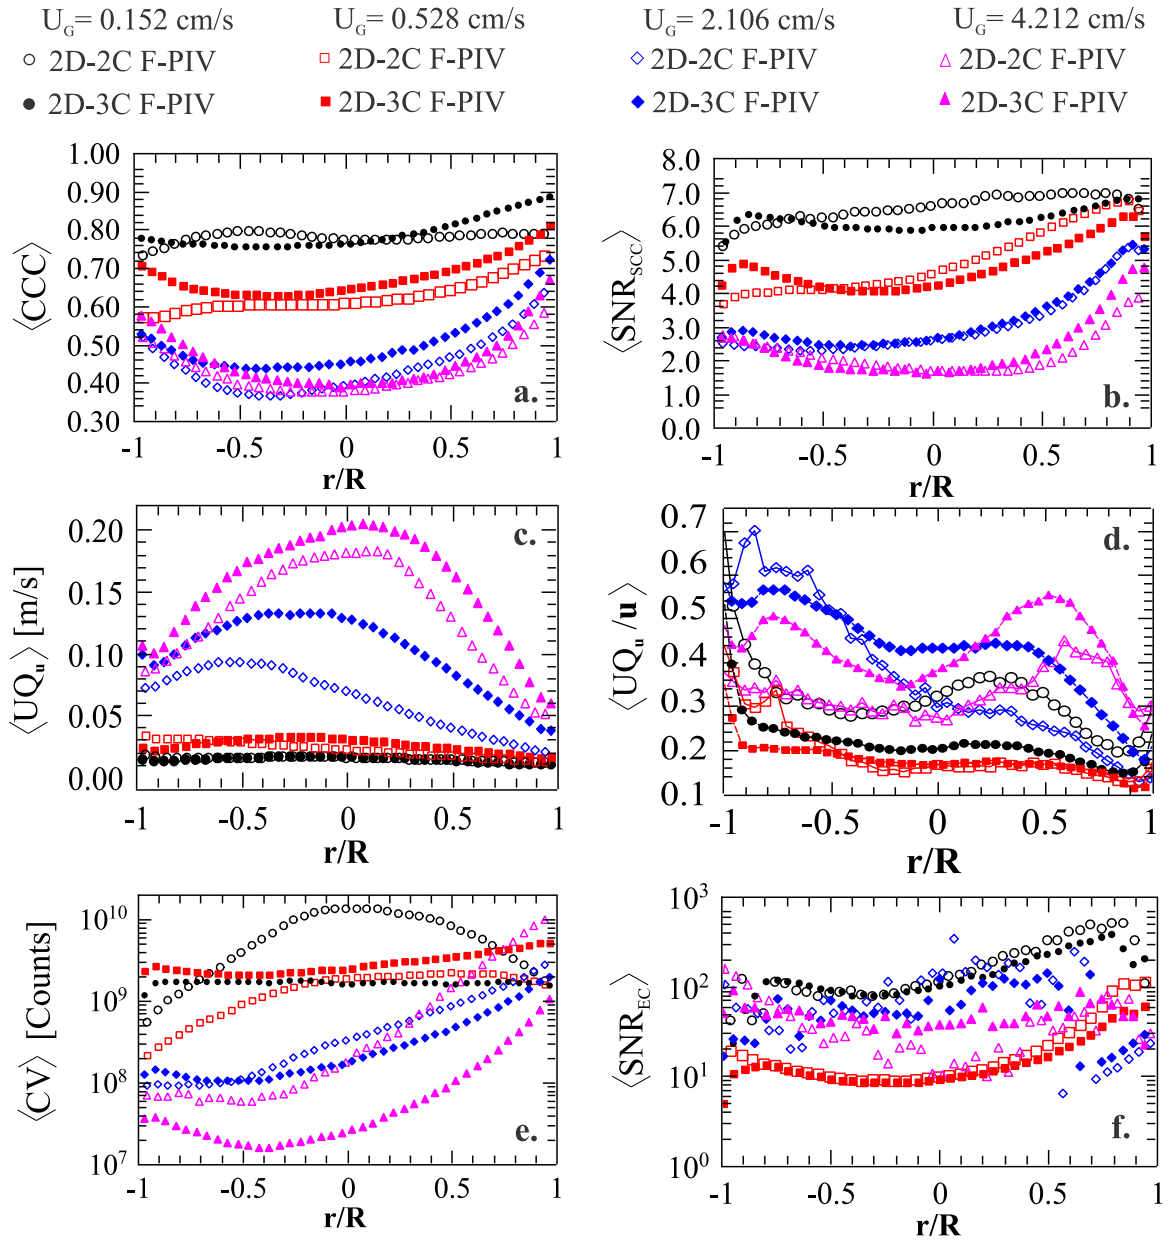 U_G= 0.152 cm/s U_G= 0.528 cm/s U_G= 2.106 cm/s U_G= 4.212 cm/s
2D-2C F-PIV 2D-2C F-PIV 2D-2C F-PIV 2D-2C F-PIV
2D-3C F-PIV 2D-3C F-PIV 2D-3C F-PIV 2D-3C F-PIV
⟨CCC⟩
1.00
0.90
0.80
0.70
0.60
0.50
0.40
0.30
a.
-1 -0.5 0 0.5 1
r/R
⟨SNR_SCC⟩
8.0
7.0
6.0
5.0
4.0
3.0
2.0
1.0
0.0
b.
-1 -0.5 0 0.5 1
r/R
⟨UQ_u⟩ [m/s]
0.20
0.15
0.10
0.05
0.00
c.
-1 -0.5 0 0.5 1
r/R
⟨UQ_u/u⟩
0.7
0.6
0.5
0.4
0.3
0.2
0.1
d.
-1 -0.5 0 0.5 1
r/R
⟨CV⟩ [Counts]
10^10
10^9
10^8
10^7
e.
-1 -0.5 0 0.5 1
r/R
⟨SNR_EC⟩
10^3
10^2
10^1
10^0
f.
-1 -0.5 0 0.5 1
r/R